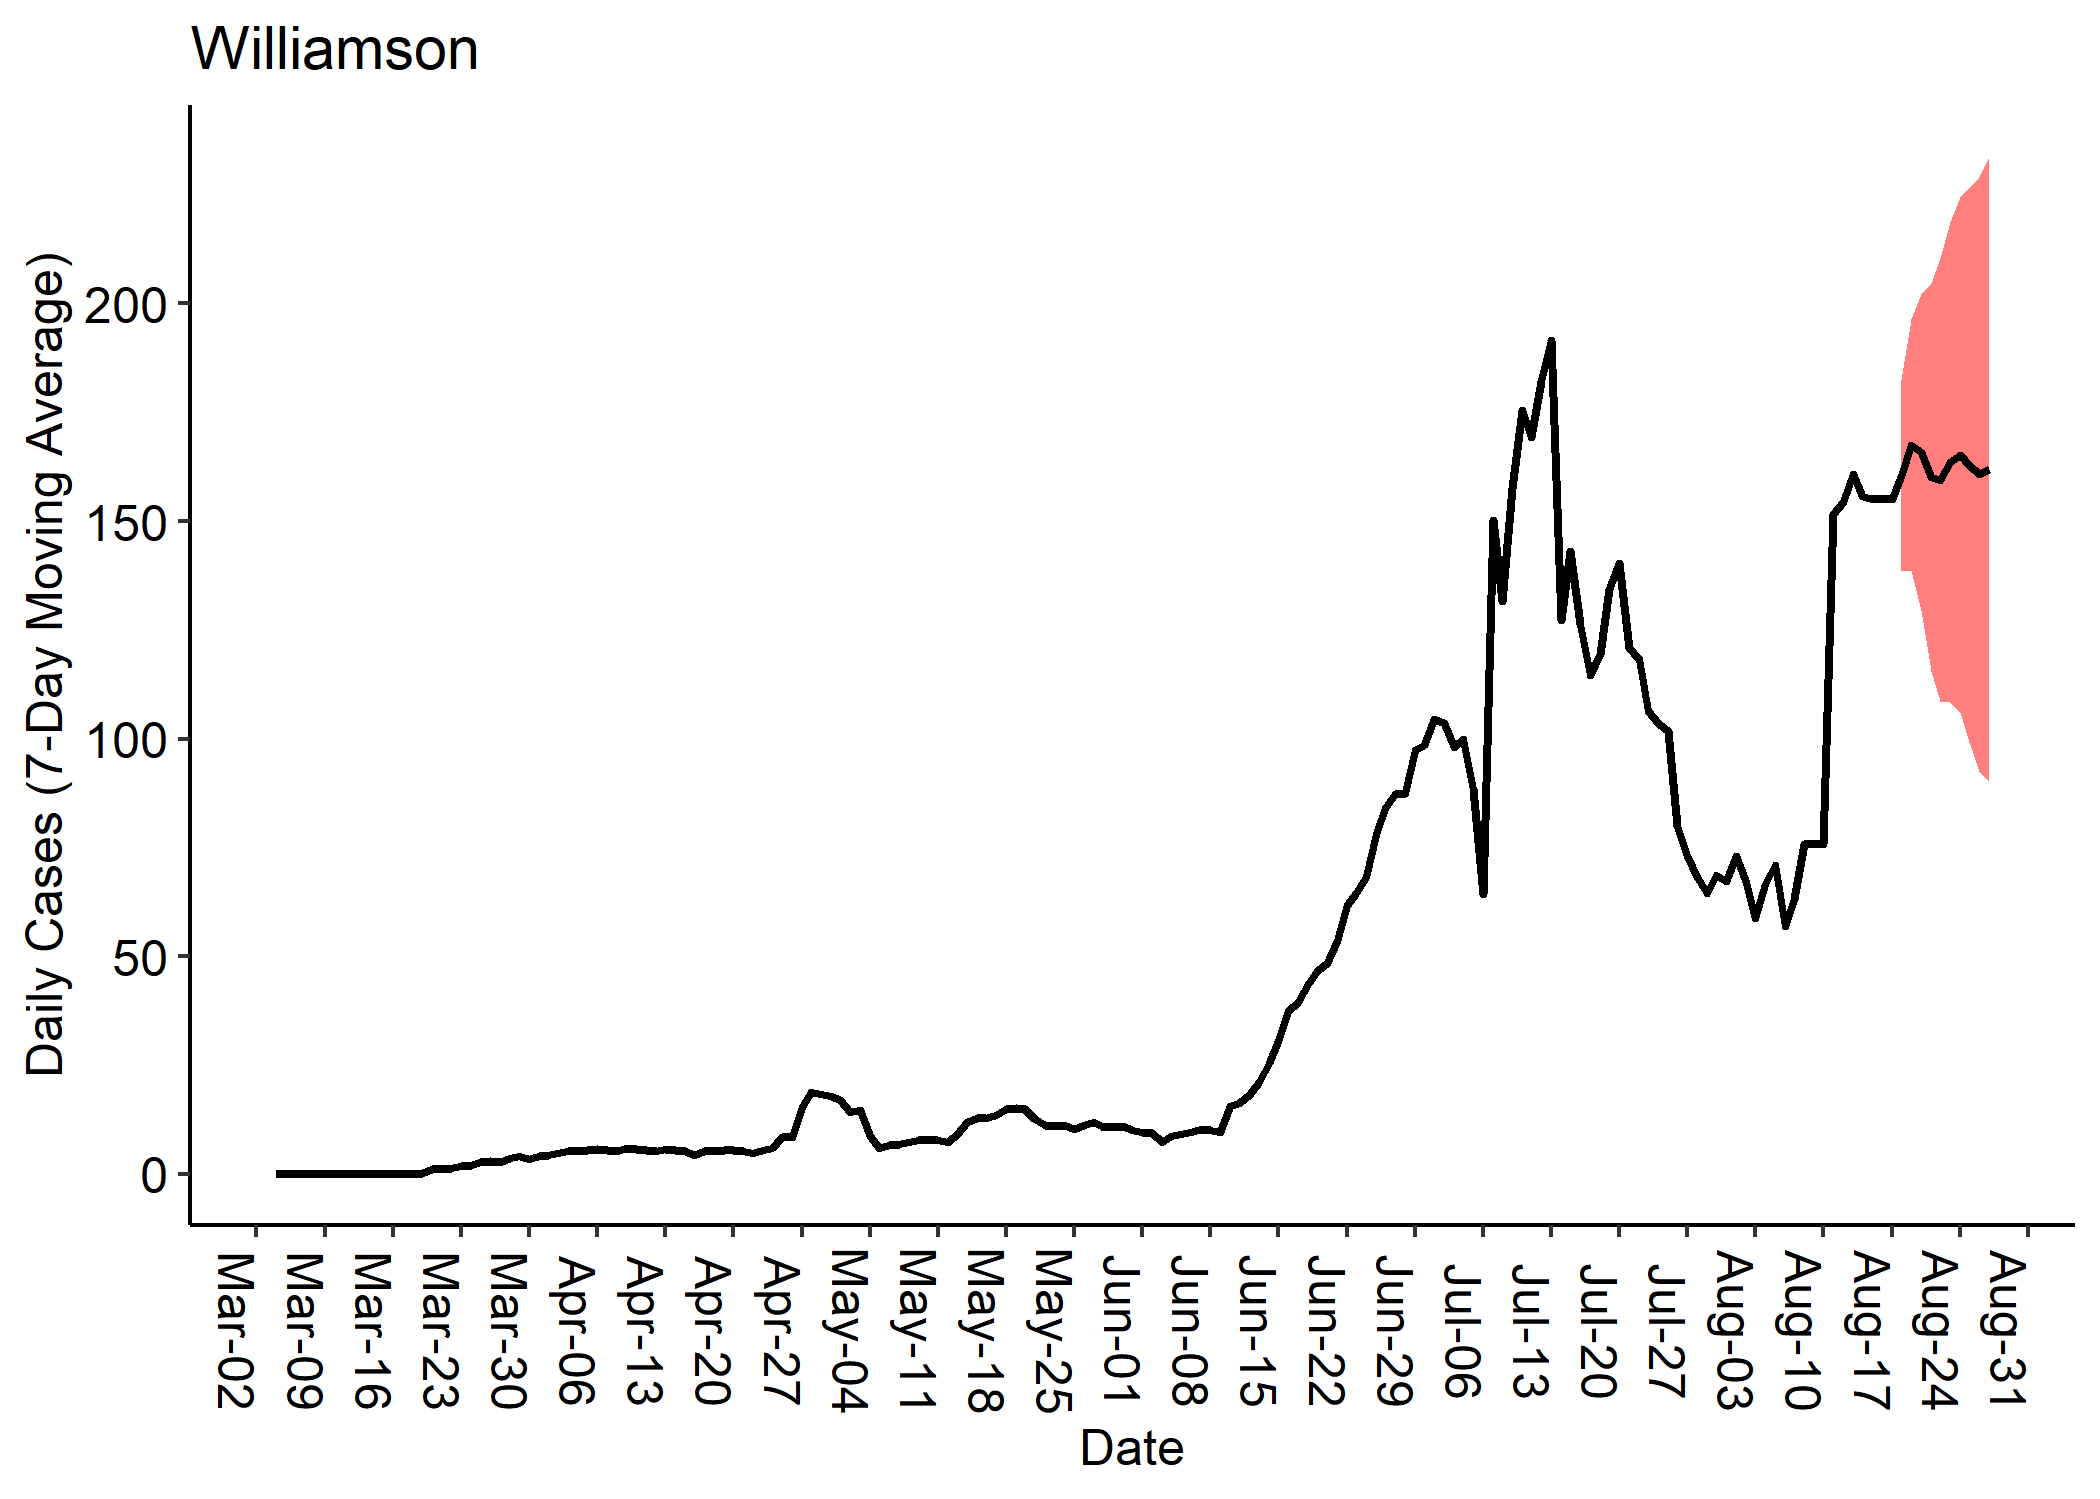 Williamson
Daily Cases (7-Day Moving Average)
200
150
100
50
0
Mar-02
Mar-09
Mar-16
Mar-23
Mar-30
Apr-06
Apr-13
Apr-20
Apr-27
May-04
May-11
May-18
May-25
Jun-01
Jun-08
Jun-15
Jun-22
Jun-29
Jul-06
Jul-13
Jul-20
Jul-27
Aug-03
Aug-10
Aug-17
Aug-24
Aug-31
Date